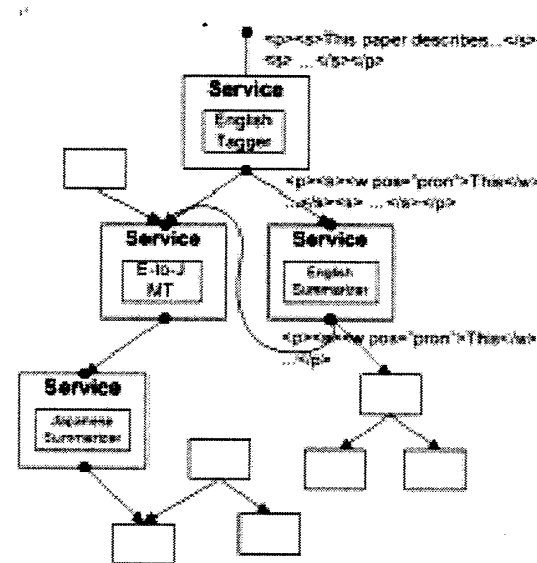 <p><s>This paper describes...</s>
<s> ...</s></p>
Service
English
Tagger
<p><s><w pos="pron">This</w>
...</s><s> ...</s></p>
Service
E-to-J
MT
Service
English
Summarizer
<p><s><w pos="pron">This</w>
...</p>
Service
Japanese
Summarizer